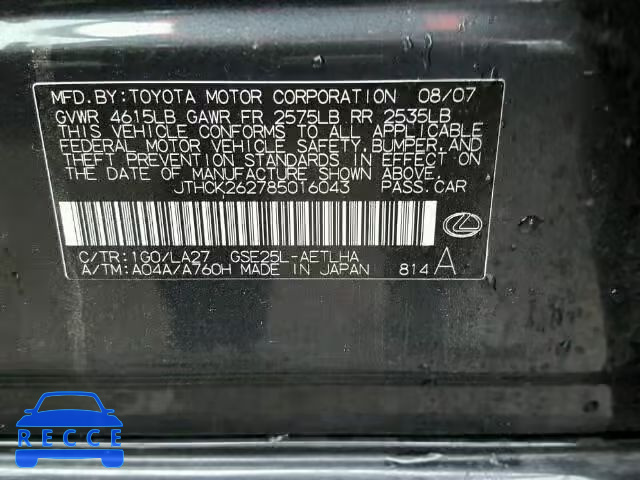 MFD.BY:TOYOTA MOTOR CORPORATION 08/07
GVWR 4615LB GAWR FR 2575LB RR 2535LB
THIS VEHICLE CONFORMS TO ALL APPLICABLE
FEDERAL MOTOR VEHICLE SAFETY,BUMPER,AND
THEFT PREVENTION STANDARDS IN EFFECT ON
THE DATE OF MANUFACTURE SHOWN ABOVE.
JTHCK262785016043 PASS.CAR
C/TR:1G0/LA27 GSE25L-AETLHA
A/TM:A04A/A760H MADE IN JAPAN 814 A
RECCE